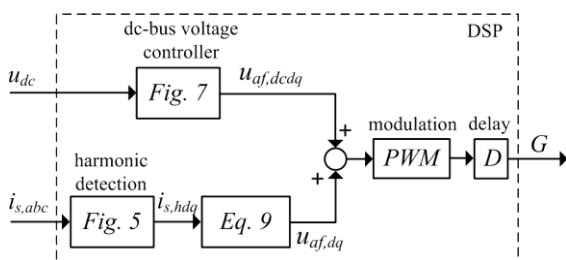 DSP
dc-bus voltage
controller
u_dc
Fig. 7
u_af,dcdq
+
modulation
delay
harmonic
detection
+
PWM
D
G
i_s,abc
Fig. 5
i_s,hdq
Eq. 9
u_af,dq